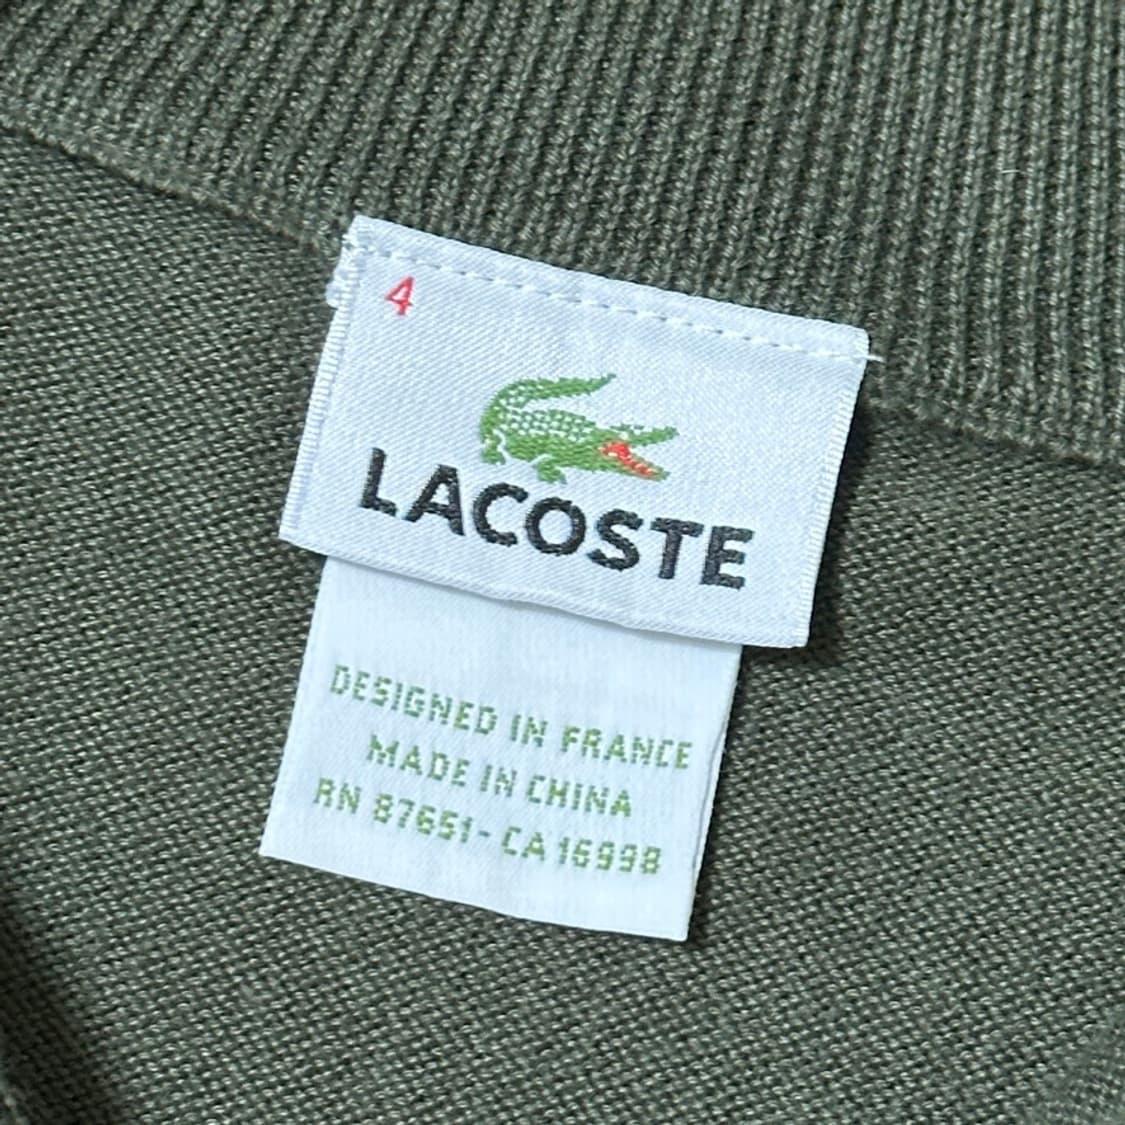 4
LACOSTE
DESIGNED IN FRANCE
MADE IN CHINA
RN 87651-CA 16998